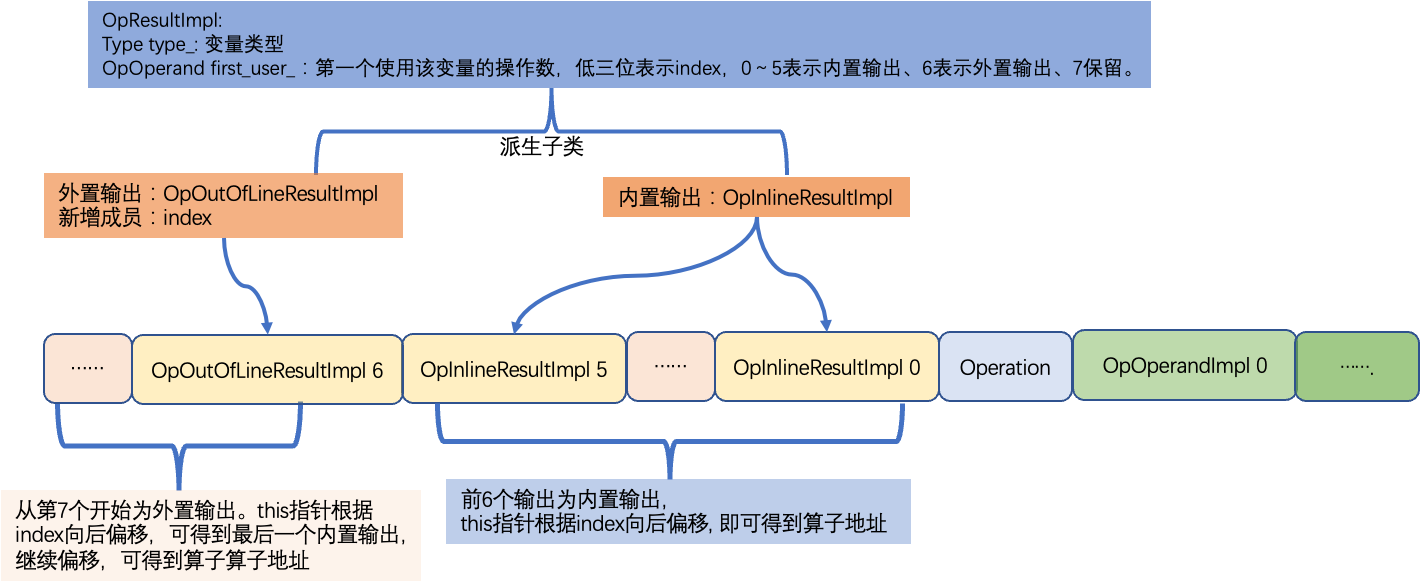 OpResultImpl:
Type type_: 变量类型
OpOperand first_user_：第一个使用该变量的操作数，低三位表示index，0～5表示内置输出、6表示外置输出、7保留。
派生子类
外置输出：OpOutOfLineResultImpl
新增成员：index
内置输出：OpInlineResultImpl
……
OpOutOfLineResultImpl 6
OpInlineResultImpl 5
……
OpInlineResultImpl 0
Operation
OpOperandImpl 0
…….
从第7个开始为外置输出。this指针根据
index向后偏移，可得到最后一个内置输出,
继续偏移，可得到算子算子地址
前6个输出为内置输出,
this指针根据index向后偏移, 即可得到算子地址